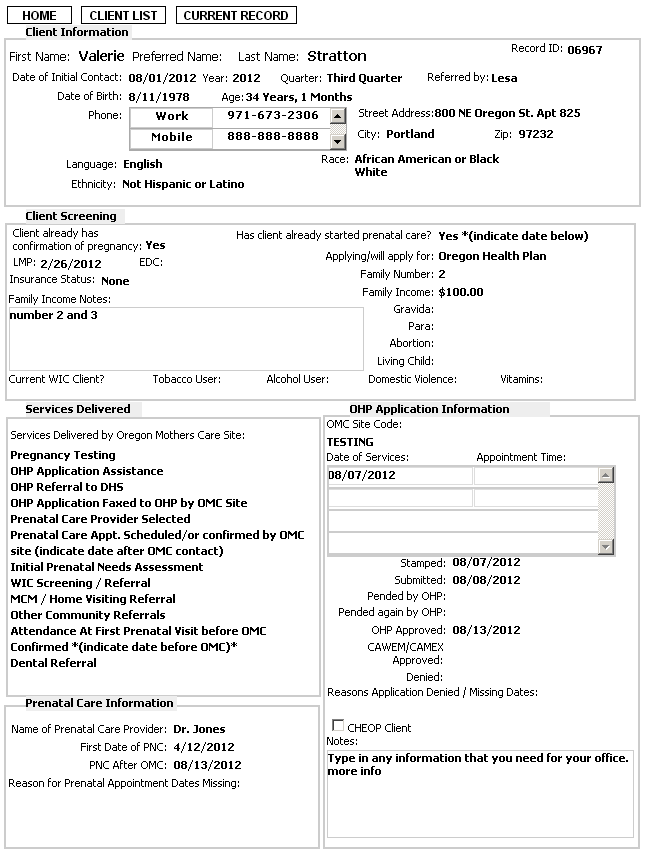 HOME CLIENT LIST CURRENT RECORD
Client Information
First Name: Valerie Preferred Name: Last Name: Stratton Record ID: 06967
Date of Initial Contact: 08/01/2012 Year: 2012 Quarter: Third Quarter Referred by: Lesa
Date of Birth: 8/11/1978 Age: 34 Years, 1 Months
Phone: Work 971-673-2306 Street Address: 800 NE Oregon St. Apt 825
Mobile 888-888-8888 City: Portland Zip: 97232
Language: English Race: African American or Black
White
Ethnicity: Not Hispanic or Latino
Client Screening
Client already has
confirmation of pregnancy: Yes Has client already started prenatal care? Yes *(indicate date below)
LMP: 2/26/2012 EDC: Applying/will apply for: Oregon Health Plan
Insurance Status: None Family Number: 2
Family Income Notes: Family Income: $100.00
number 2 and 3 Gravida:
Para:
Abortion:
Living Child:
Current WIC Client? Tobacco User: Alcohol User: Domestic Violence: Vitamins:
Services Delivered
Services Delivered by Oregon Mothers Care Site:
Pregnancy Testing
OHP Application Assistance
OHP Referral to DHS
OHP Application Faxed to OHP by OMC Site
Prenatal Care Provider Selected
Prenatal Care Appt. Scheduled/or confirmed by OMC
site (indicate date after OMC contact)
Initial Prenatal Needs Assessment
WIC Screening / Referral
MCM / Home Visiting Referral
Other Community Referrals
Attendance At First Prenatal Visit before OMC
Confirmed *(indicate date before OMC)*
Dental Referral
Prenatal Care Information
Name of Prenatal Care Provider: Dr. Jones
First Date of PNC: 4/12/2012
PNC After OMC: 08/13/2012
Reason for Prenatal Appointment Dates Missing:
OHP Application Information
OMC Site Code:
TESTING
Date of Services: Appointment Time:
08/07/2012
Stamped: 08/07/2012
Submitted: 08/08/2012
Pended by OHP:
Pended again by OHP:
OHP Approved: 08/13/2012
CAWEM/CAMEX
Approved:
Denied:
Reasons Application Denied / Missing Dates:
CHEOP Client
Notes:
Type in any information that you need for your office.
more info